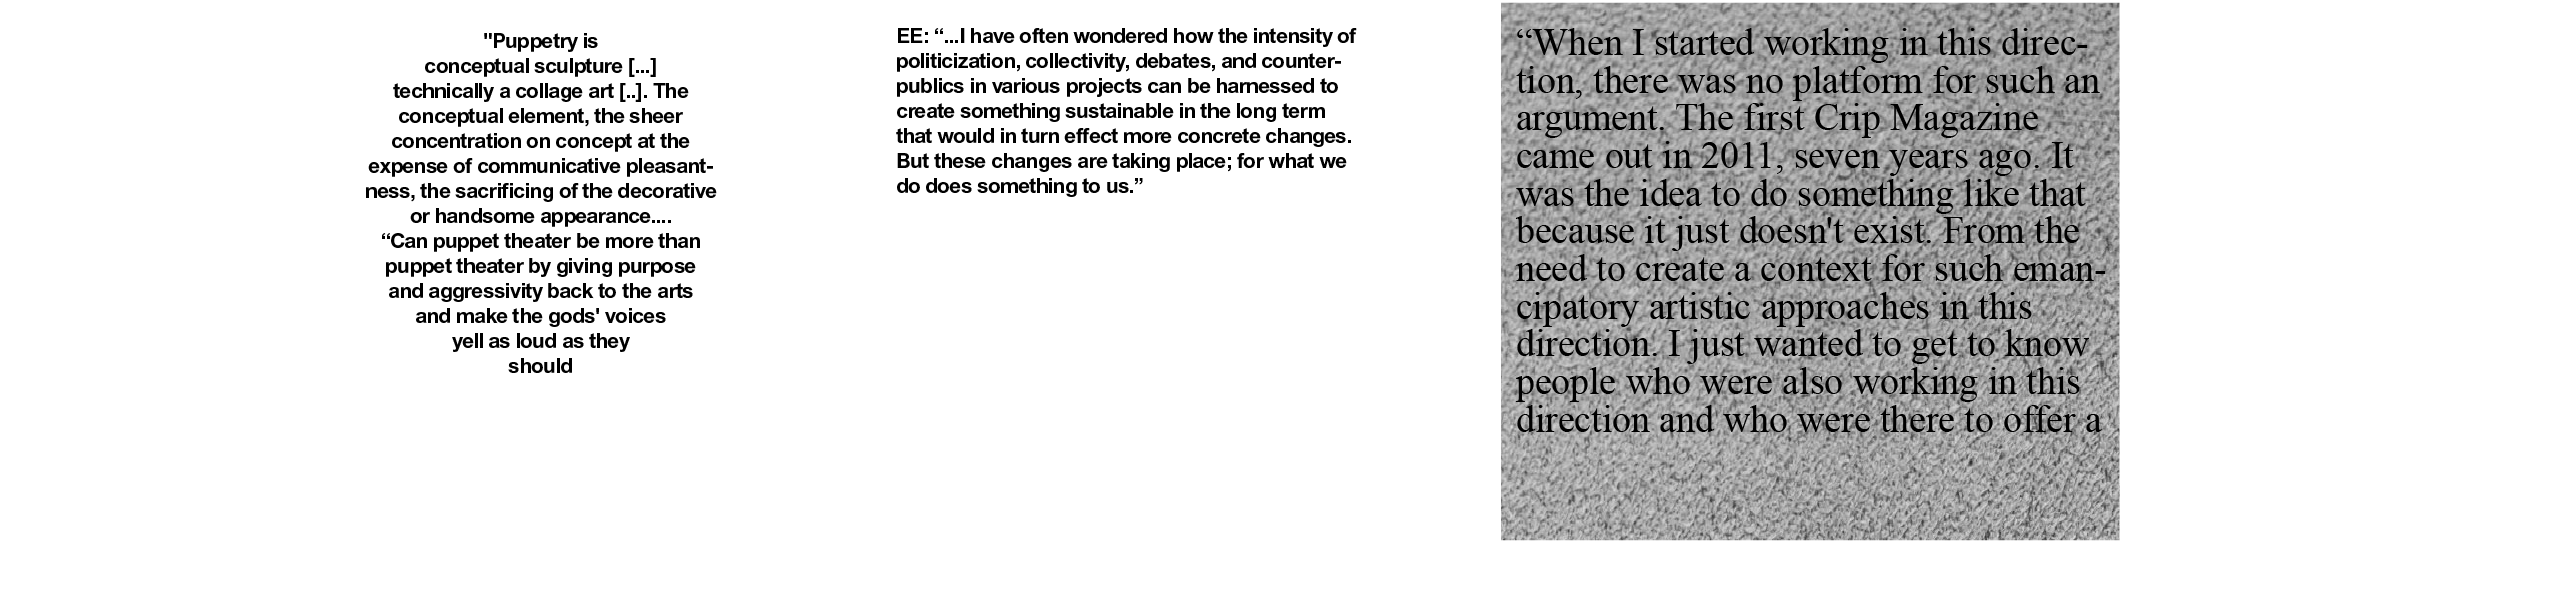 "Puppetry is
conceptual sculpture [...]
technically a collage art [..]. The
conceptual element, the sheer
concentration on concept at the
expense of communicative pleasant-
ness, the sacrificing of the decorative
or handsome appearance....
“Can puppet theater be more than
puppet theater by giving purpose
and aggressivity back to the arts
and make the gods' voices
yell as loud as they
should
EE: “...I have often wondered how the intensity of
politicization, collectivity, debates, and counter-
publics in various projects can be harnessed to
create something sustainable in the long term
that would in turn effect more concrete changes.
But these changes are taking place; for what we
do does something to us.”
“When I started working in this direc-
tion, there was no platform for such an
argument. The first Crip Magazine
came out in 2011, seven years ago. It
was the idea to do something like that
because it just doesn't exist. From the
need to create a context for such eman-
cipatory artistic approaches in this
direction. I just wanted to get to know
people who were also working in this
direction and who were there to offer a